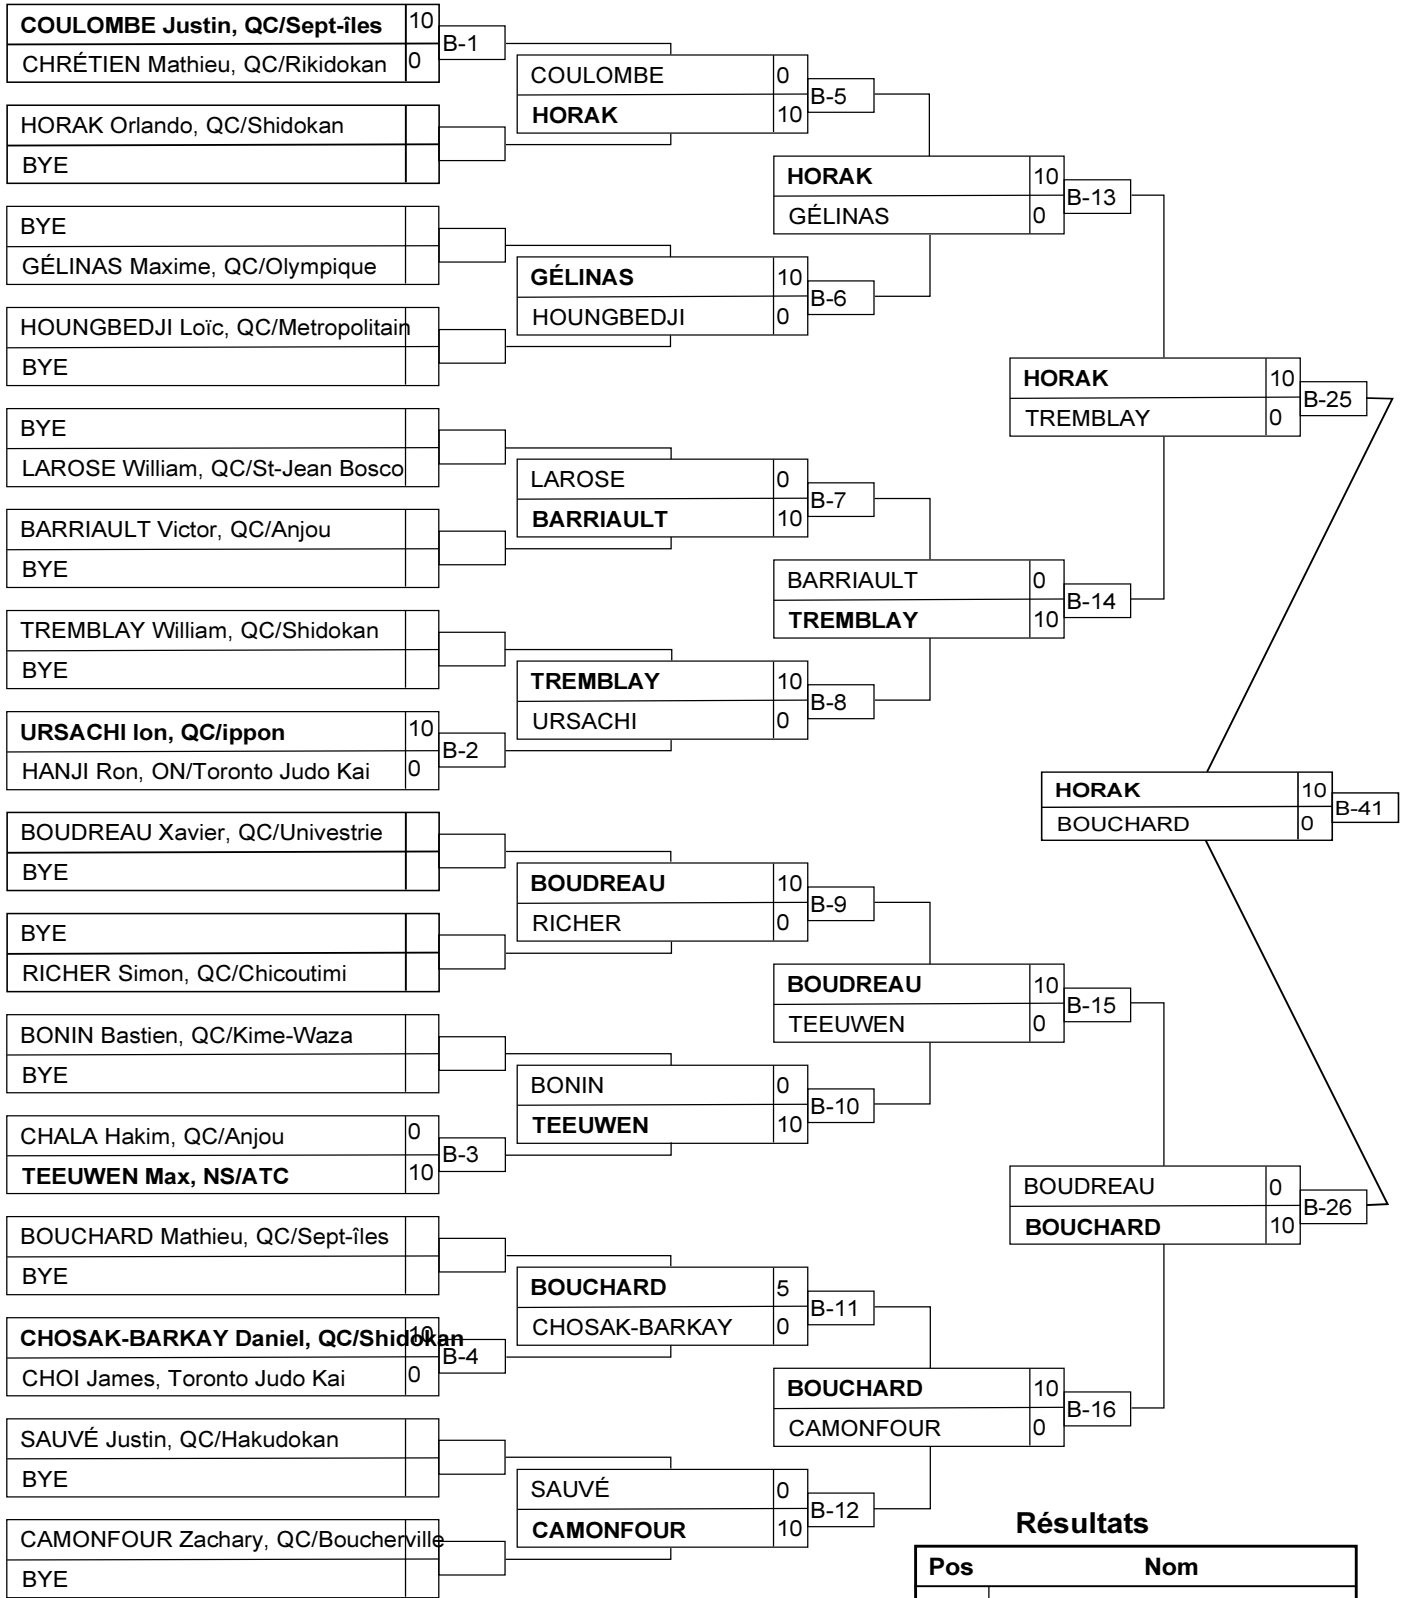 COULOMBE Justin, QC/Sept-îles 10
CHRÉTIEN Mathieu, QC/Rikidokan 0
B-1
HORAK Orlando, QC/Shidokan
BYE
BYE
GÉLINAS Maxime, QC/Olympique
HOUNGBEDJI Loïc, QC/Metropolitain
BYE
BYE
LAROSE William, QC/St-Jean Bosco
BARRIAULT Victor, QC/Anjou
BYE
TREMBLAY William, QC/Shidokan
BYE
URSACHI Ion, QC/ippon 10
HANJI Ron, ON/Toronto Judo Kai 0
B-2
BOUDREAU Xavier, QC/Univestrie
BYE
BYE
RICHER Simon, QC/Chicoutimi
BONIN Bastien, QC/Kime-Waza
BYE
CHALA Hakim, QC/Anjou 0
TEEUWEN Max, NS/ATC 10
B-3
BOUCHARD Mathieu, QC/Sept-îles
BYE
CHOSAK-BARKAY Daniel, QC/Shidokan 10
CHOI James, Toronto Judo Kai 0
B-4
SAUVÉ Justin, QC/Hakudokan
BYE
CAMONFOUR Zachary, QC/Boucherville
BYE
COULOMBE 0
HORAK 10
B-5
GÉLINAS 10
HOUNGBEDJI 0
B-6
LAROSE 0
BARRIAULT 10
B-7
TREMBLAY 10
URSACHI 0
B-8
BOUDREAU 10
RICHER 0
B-9
BONIN 0
TEEUWEN 10
B-10
BOUCHARD 5
CHOSAK-BARKAY 0
B-11
SAUVÉ 0
CAMONFOUR 10
B-12
HORAK 10
GÉLINAS 0
B-13
BARRIAULT 0
TREMBLAY 10
B-14
BOUDREAU 10
TEEUWEN 0
B-15
BOUCHARD 10
CAMONFOUR 0
B-16
HORAK 10
TREMBLAY 0
B-25
BOUDREAU 0
BOUCHARD 10
B-26
HORAK 10
BOUCHARD 0
B-41
Résultats
Pos Nom